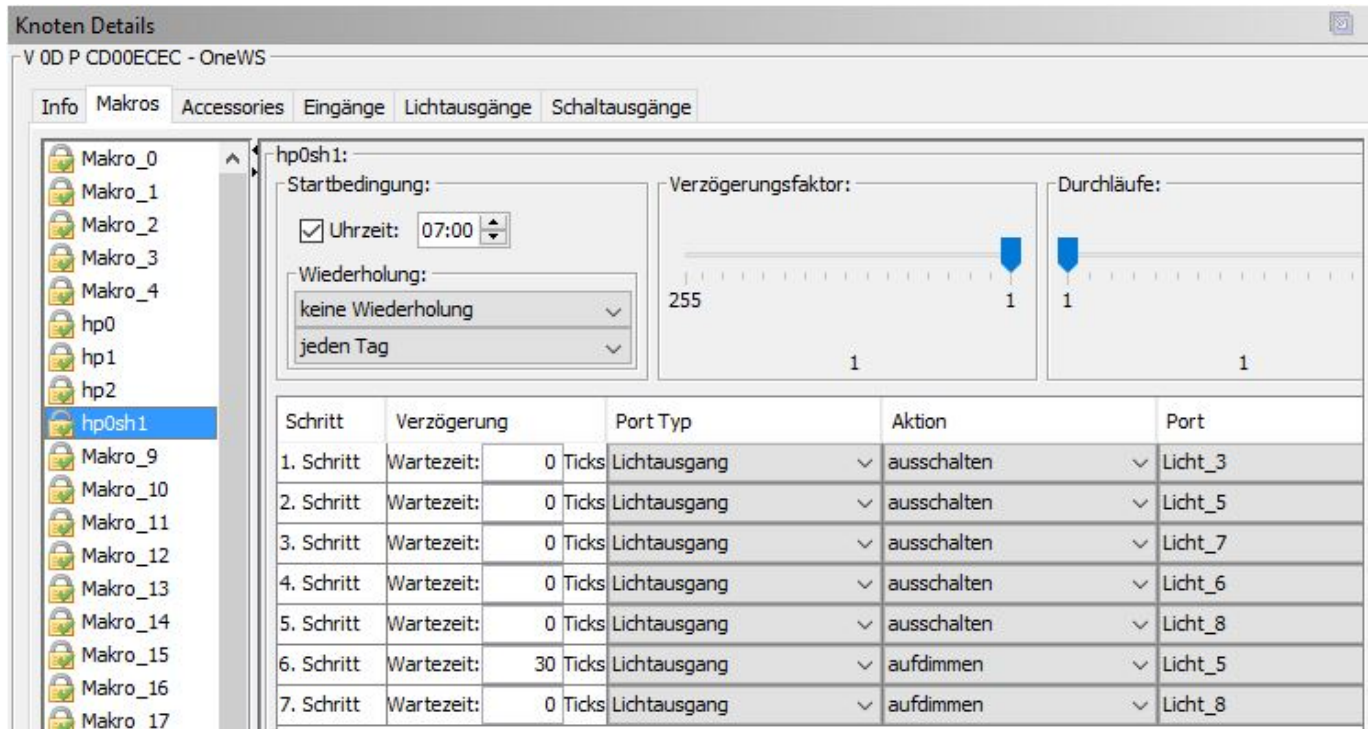 Knoten Details
V 0D P CD00ECEC - OneWS
Info Makros Accessories Eingänge Lichtausgänge Schaltausgänge
Makro_0
Makro_1
Makro_2
Makro_3
Makro_4
hp0
hp1
hp2
hp0sh1
Makro_9
Makro_10
Makro_11
Makro_12
Makro_13
Makro_14
Makro_15
Makro_16
Makro_17
hp0sh1:
Startbedingung:
Uhrzeit: 07:00
Wiederholung:
keine Wiederholung
jeden Tag
Verzögerungsfaktor:
255 1
1
Durchläufe:
1
1
Schritt Verzögerung Port Typ Aktion Port
1. Schritt Wartezeit: 0 Ticks Lichtausgang ausschalten Licht_3
2. Schritt Wartezeit: 0 Ticks Lichtausgang ausschalten Licht_5
3. Schritt Wartezeit: 0 Ticks Lichtausgang ausschalten Licht_7
4. Schritt Wartezeit: 0 Ticks Lichtausgang ausschalten Licht_6
5. Schritt Wartezeit: 0 Ticks Lichtausgang ausschalten Licht_8
6. Schritt Wartezeit: 30 Ticks Lichtausgang aufdimmen Licht_5
7. Schritt Wartezeit: 0 Ticks Lichtausgang aufdimmen Licht_8